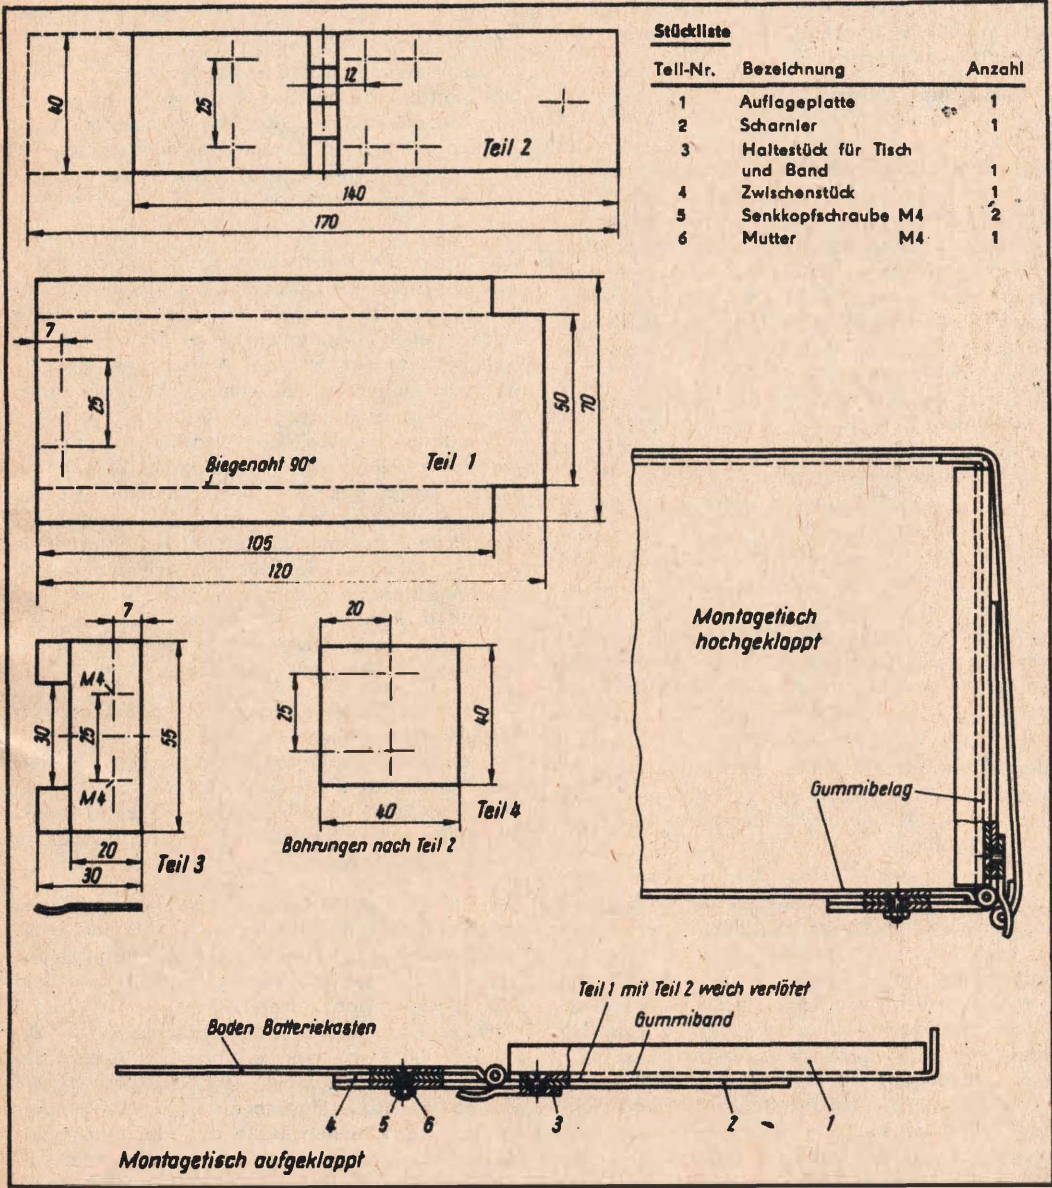 Stückliste
Teil-Nr. Bezeichnung Anzahl
1 Auflageplatte 1
2 Scharnier 1
3 Haltestück für Tisch
und Band 1
4 Zwischenstück 1
5 Senkkopfschraube M4 2
6 Mutter M4 1
40
25
12
Teil 2
140
170
7
25
50
70
Biegenaht 90°
Teil 1
105
120
7
M4
30
25
55
M4
20
30
Teil 3
20
25
40
40
Teil 4
Bohrungen nach Teil 2
Montagetisch
hochgeklappt
Gummibelag
Teil 1 mit Teil 2 weich verlötet
Gummiband
Boden Batteriekasten
4 5 6 3 2 1
Montagetisch aufgeklappt